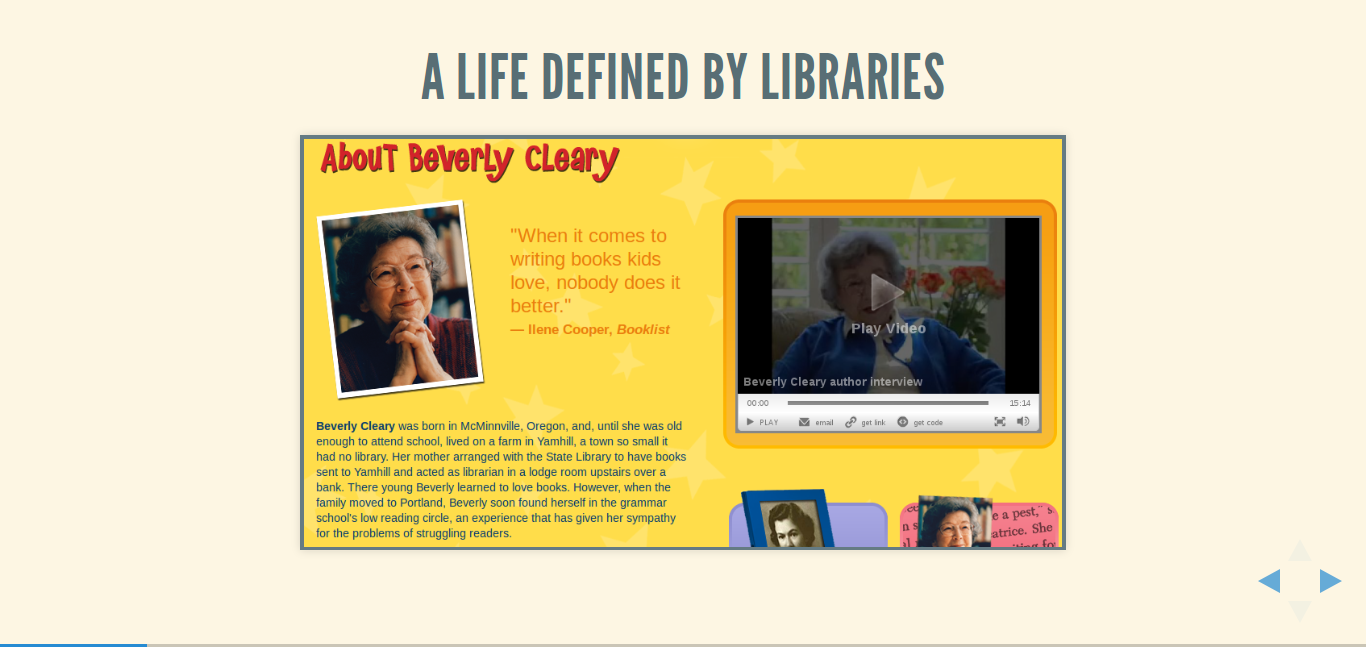 A LIFE DEFINED BY LIBRARIES
About Beverly Cleary
"When it comes to
writing books kids
love, nobody does it
better."
— Ilene Cooper, Booklist
Play Video
Beverly Cleary author interview
00:00 15:14
PLAY email get link get code
Beverly Cleary was born in McMinnville, Oregon, and, until she was old
enough to attend school, lived on a farm in Yamhill, a town so small it
had no library. Her mother arranged with the State Library to have books
sent to Yamhill and acted as librarian in a lodge room upstairs over a
bank. There young Beverly learned to love books. However, when the
family moved to Portland, Beverly soon found herself in the grammar
school's low reading circle, an experience that has given her sympathy
for the problems of struggling readers.
e a pest," s
atrice. She